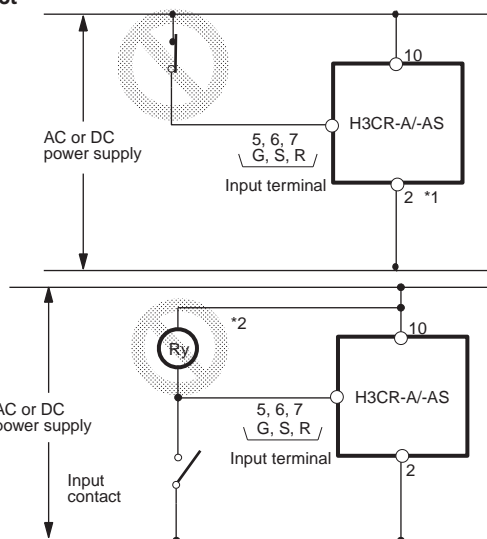 10
H3CR-A/-AS
AC or DC
power supply
5, 6, 7
G, S, R
Input terminal
2 *1
*2
10
Ry
H3CR-A/-AS
AC or DC
power supply
5, 6, 7
G, S, R
Input terminal
2
Input
contact